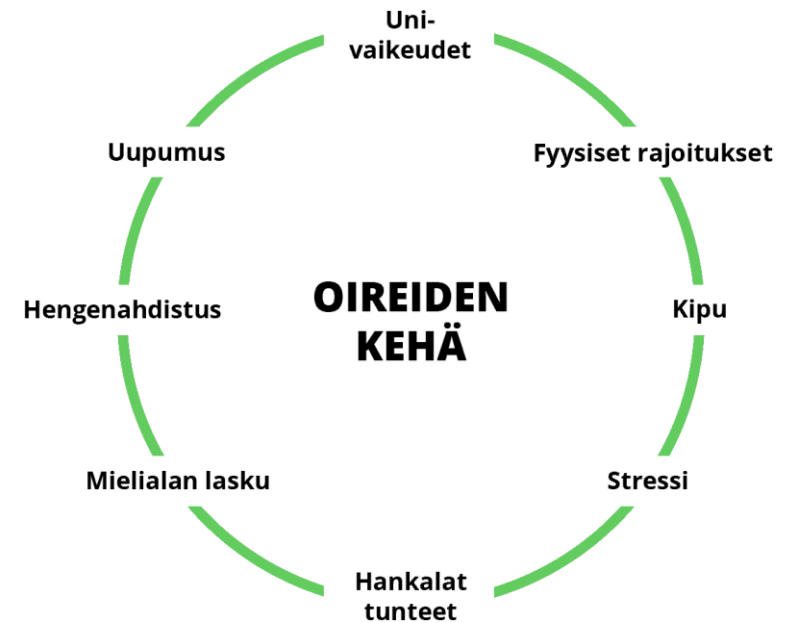 Uni-
vaikeudet
Uupumus
Fyysiset rajoitukset
OIREIDEN
KEHÄ
Hengenahdistus
Kipu
Mielialan lasku
Stressi
Hankalat
tunteet